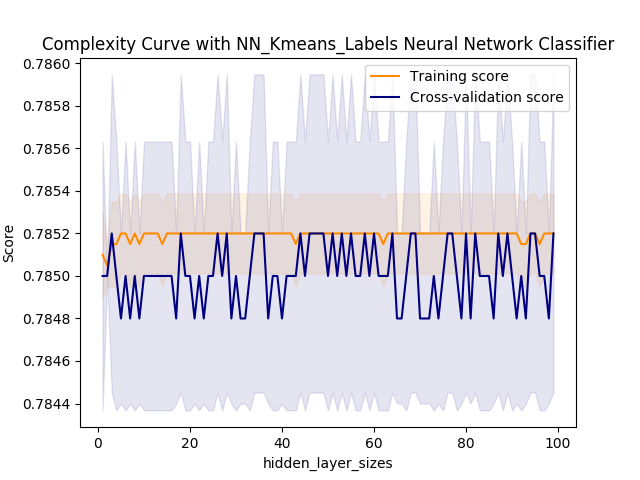 Complexity Curve with NN_Kmeans_Labels Neural Network Classifier
Training score
Cross-validation score
Score
0.7860
0.7858
0.7856
0.7854
0.7852
0.7850
0.7848
0.7846
0.7844
0 20 40 60 80 100
hidden_layer_sizes